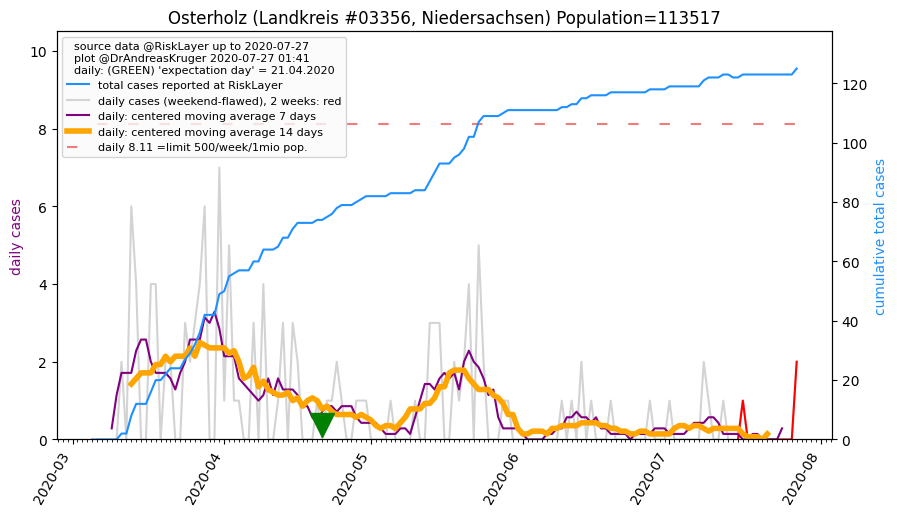 Osterholz (Landkreis #03356, Niedersachsen) Population=113517
source data @RiskLayer up to 2020-07-27
plot @DrAndreasKruger 2020-07-27 01:41
daily: (GREEN) 'expectation day' = 21.04.2020
total cases reported at RiskLayer
daily cases (weekend-flawed), 2 weeks: red
daily: centered moving average 7 days
daily: centered moving average 14 days
daily 8.11 =limit 500/week/1mio pop.
daily cases
10
8
6
4
2
0
cumulative total cases
120
100
80
60
40
20
0
2020-03
2020-04
2020-05
2020-06
2020-07
2020-08